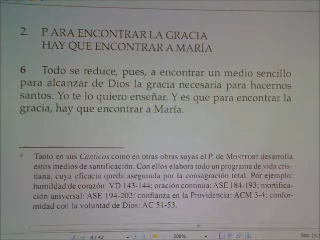 2. P ARA ENCONTRAR LA GRACIA
HAY QUE ENCONTRAR A MARÍA
6 Todo se reduce, pues, a encontrar un medio sencillo
para alcanzar de Dios la gracia necesaria para hacernos
santos. Yo te lo quiero enseñar. Y es que para encontrar la
gracia, hay que encontrar a María.
Tanto en sus Cánticos como en otras obras suyas el P. de MONTFORT desarrolla
estos medios de santificación. Con ellos elabora todo un programa de vida cris-
tiana, cuya eficacia queda asegurada por la consagración total. Por ejemplo:
humildad de corazón: VD 143-144; oración continua: ASE 184-193; mortifica-
ción universal: ASE 194-202; confianza en la Providencia: ACM 3-4; confor-
midad con la voluntad de Dios: AC 51-53.